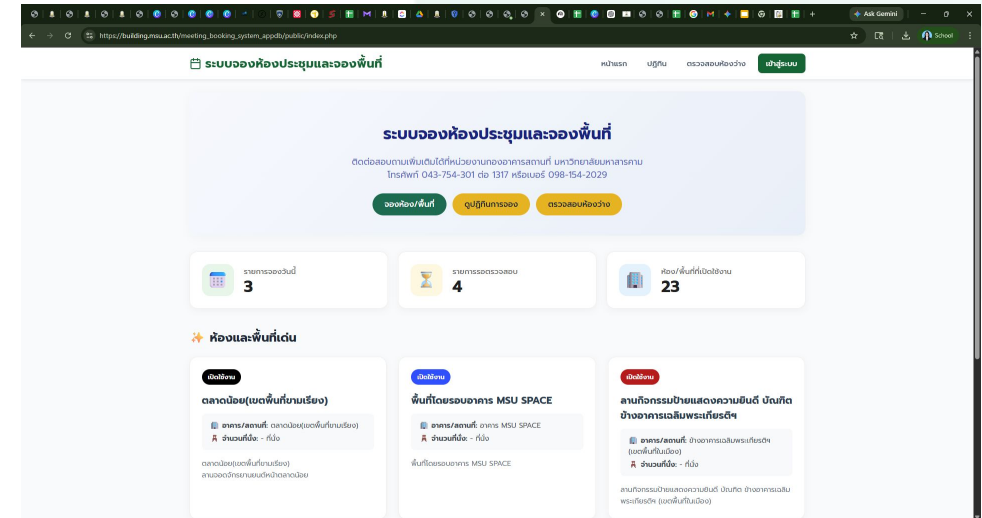 Ask Gemini
https://building.msu.ac.th/meeting_booking_system_appdb/public/index.php
School
ระบบจองห้องประชุมและจองพื้นที่
หน้าแรก ปฏิทิน ตรวจสอบห้องว่าง เข้าสู่ระบบ
ระบบจองห้องประชุมและจองพื้นที่
ติดต่อสอบถามเพิ่มเติมได้ที่หน่วยงานกองอาคารสถานที่ มหาวิทยาลัยมหาสารคาม
โทรศัพท์ 043-754-301 ต่อ 1317 หรือเบอร์ 098-154-2029
จองห้อง/พื้นที่ ดูปฏิทินการจอง ตรวจสอบห้องว่าง
รายการจองวันนี้
3
รายการรอตรวจสอบ
4
ห้อง/พื้นที่ที่เปิดใช้งาน
23
ห้องและพื้นที่เด่น
เปิดใช้งาน
ตลาดน้อย(เขตพื้นที่ขามเรียง)
อาคาร/สถานที่: ตลาดน้อย(เขตพื้นที่ขามเรียง)
จำนวนที่นั่ง: - ที่นั่ง
ตลาดน้อย(เขตพื้นที่ขามเรียง)
ลานจอดจักรยานยนต์หน้าตลาดน้อย
เปิดใช้งาน
พื้นที่โดยรอบอาคาร MSU SPACE
อาคาร/สถานที่: อาคาร MSU SPACE
จำนวนที่นั่ง: - ที่นั่ง
พื้นที่โดยรอบอาคาร MSU SPACE
เปิดใช้งาน
ลานกิจกรรมป้ายแสดงความยินดี บัณฑิต
ข้างอาคารเฉลิมพระเกียรติฯ
อาคาร/สถานที่: ข้างอาคารเฉลิมพระเกียรติฯ
(เขตพื้นที่ในเมือง)
จำนวนที่นั่ง: - ที่นั่ง
ลานกิจกรรมป้ายแสดงความยินดี บัณฑิต ข้างอาคารเฉลิม
พระเกียรติฯ (เขตพื้นที่ในเมือง)